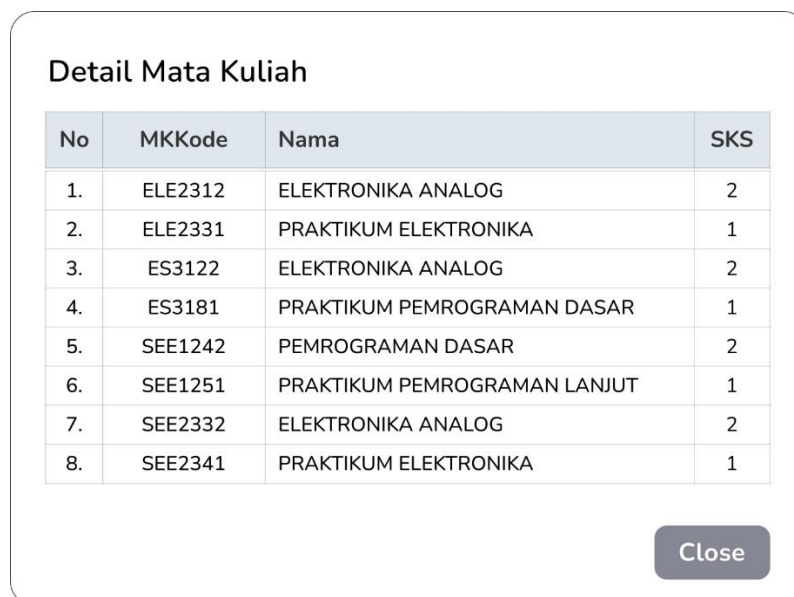 Detail Mata Kuliah
No MKKode Nama SKS
1. ELE2312 ELEKTRONIKA ANALOG 2
2. ELE2331 PRAKTIKUM ELEKTRONIKA 1
3. ES3122 ELEKTRONIKA ANALOG 2
4. ES3181 PRAKTIKUM PEMROGRAMAN DASAR 1
5. SEE1242 PEMROGRAMAN DASAR 2
6. SEE1251 PRAKTIKUM PEMROGRAMAN LANJUT 1
7. SEE2332 ELEKTRONIKA ANALOG 2
8. SEE2341 PRAKTIKUM ELEKTRONIKA 1
Close